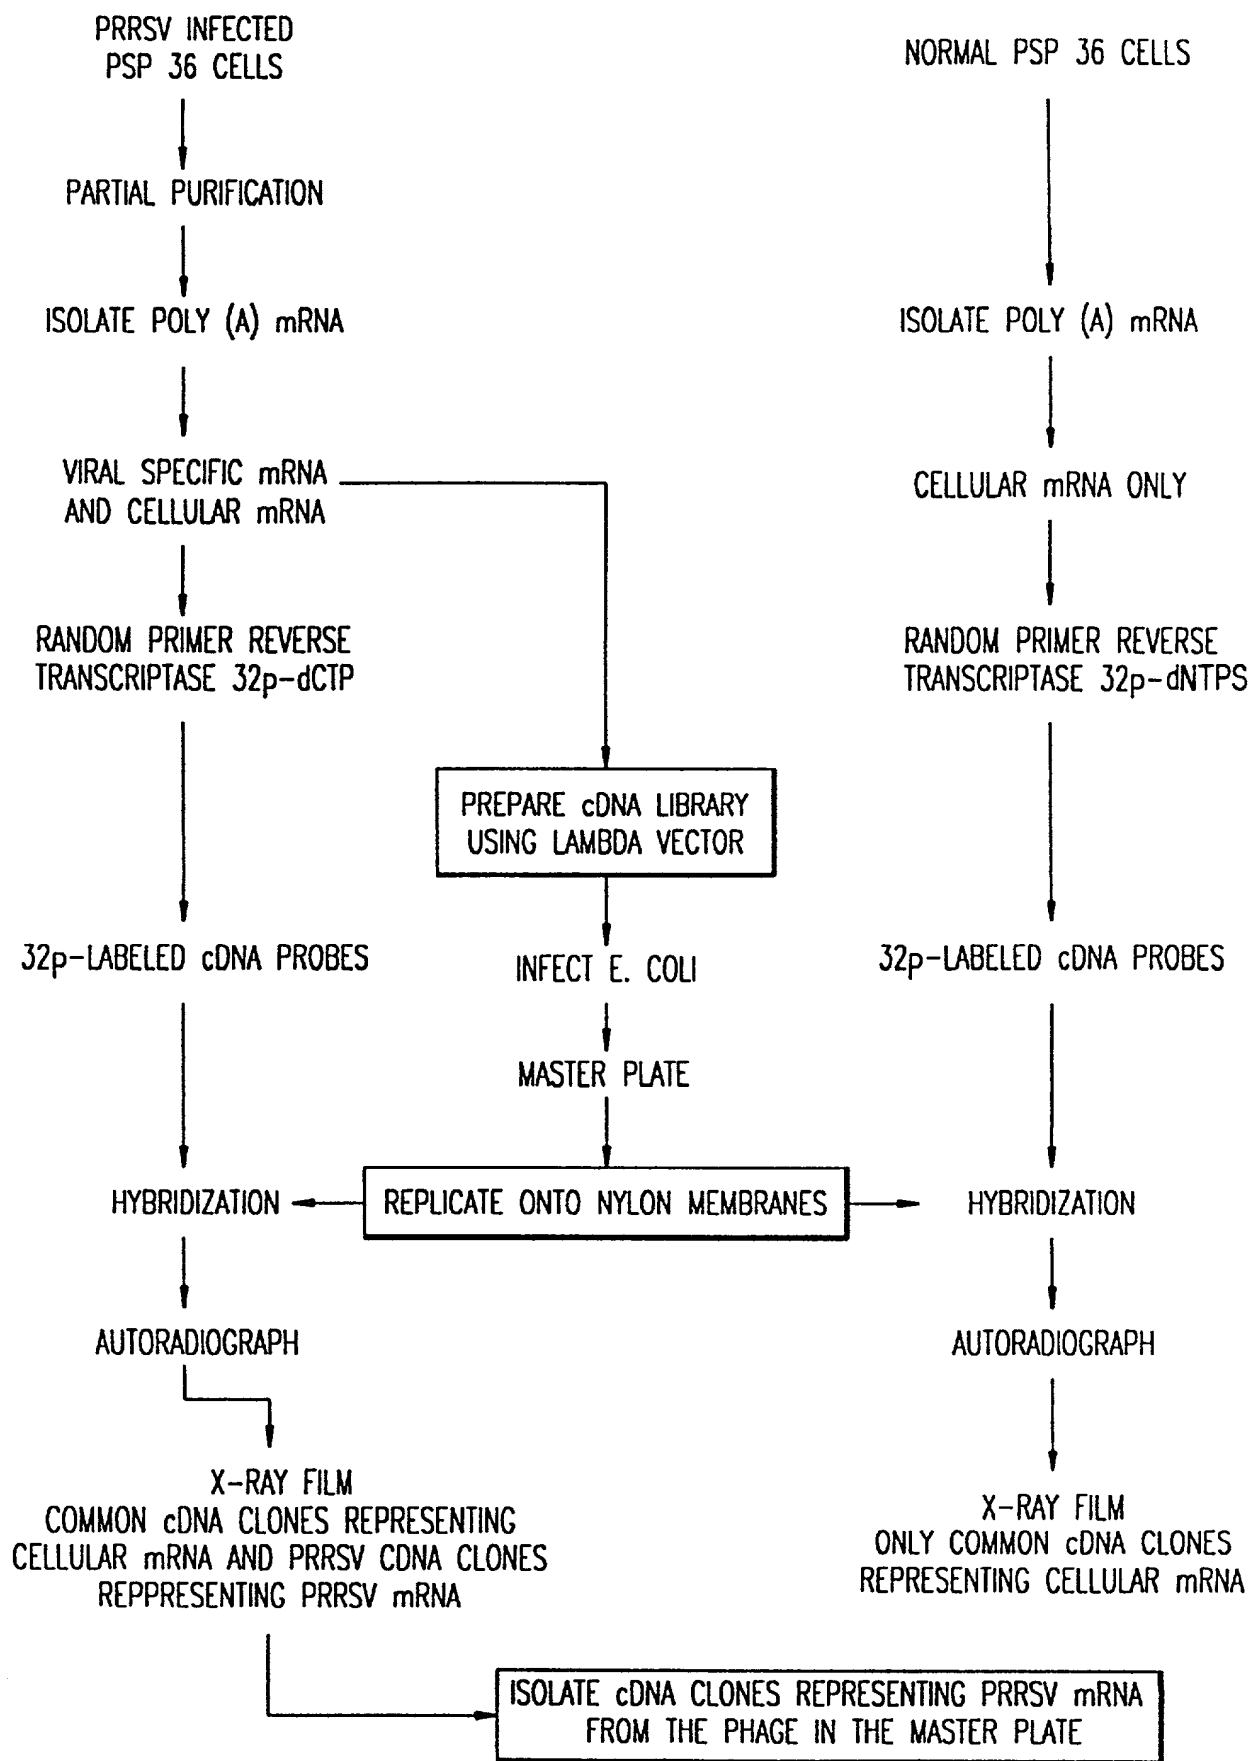 PRRSV INFECTED
PSP 36 CELLS
NORMAL PSP 36 CELLS
PARTIAL PURIFICATION
ISOLATE POLY (A) mRNA
ISOLATE POLY (A) mRNA
VIRAL SPECIFIC mRNA
AND CELLULAR mRNA
CELLULAR mRNA ONLY
RANDOM PRIMER REVERSE
TRANSCRIPTASE 32p-dCTP
RANDOM PRIMER REVERSE
TRANSCRIPTASE 32p-dNTPS
PREPARE cDNA LIBRARY
USING LAMBDA VECTOR
32p-LABELED cDNA PROBES
INFECT E. COLI
32p-LABELED cDNA PROBES
MASTER PLATE
HYBRIDIZATION
REPLICATE ONTO NYLON MEMBRANES
HYBRIDIZATION
AUTORADIOGRAPH
AUTORADIOGRAPH
X-RAY FILM
COMMON cDNA CLONES REPRESENTING
CELLULAR mRNA AND PRRSV CDNA CLONES
REPPRESENTING PRRSV mRNA
X-RAY FILM
ONLY COMMON cDNA CLONES
REPRESENTING CELLULAR mRNA
ISOLATE cDNA CLONES REPRESENTING PRRSV mRNA
FROM THE PHAGE IN THE MASTER PLATE